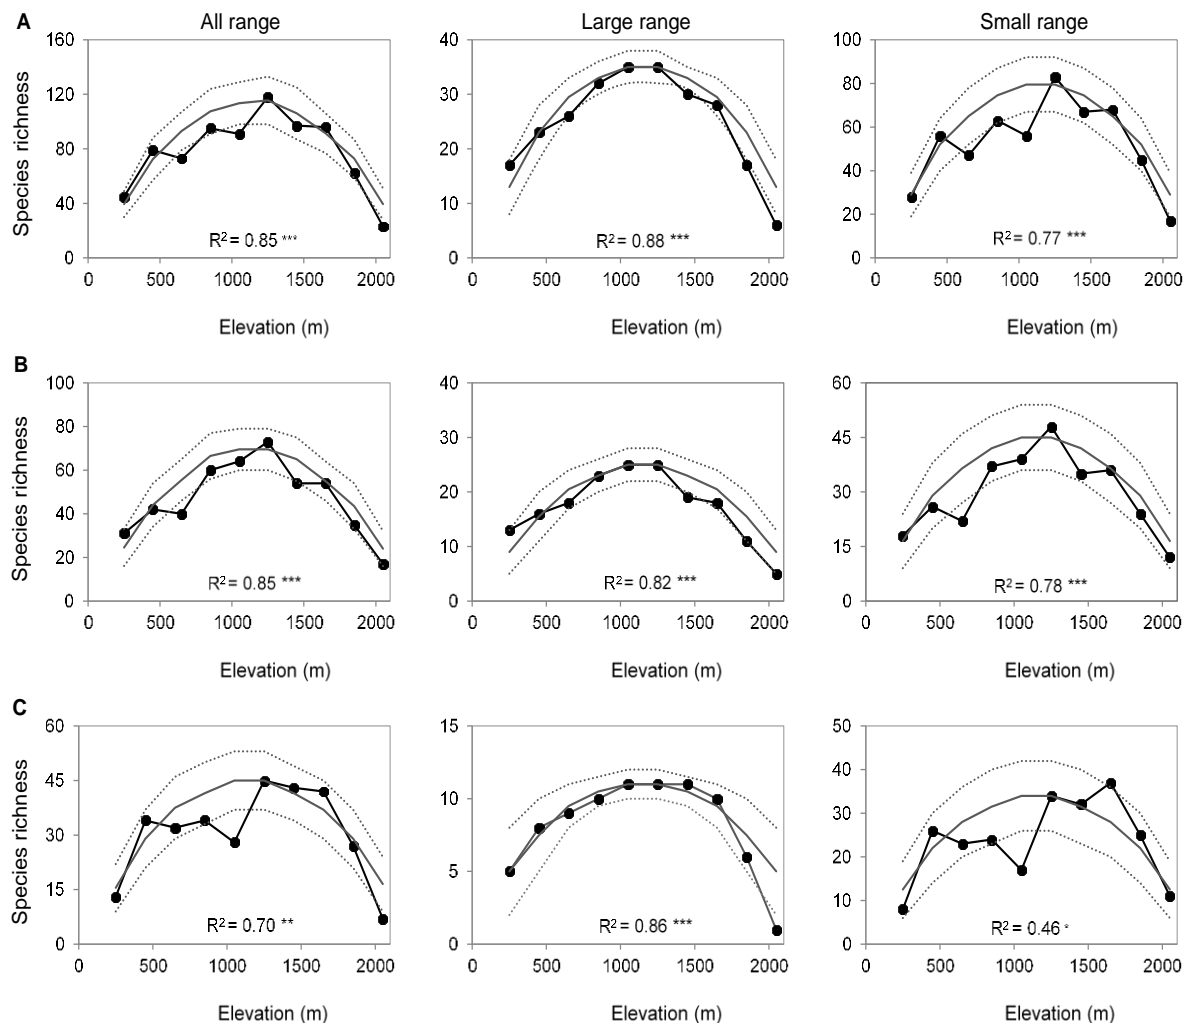 A
All range
Large range
Small range
Species richness
160
120
80
40
0
R² = 0.85 ***
0 500 1000 1500 2000
Elevation (m)
40
30
20
10
0
R² = 0.88 ***
0 500 1000 1500 2000
Elevation (m)
100
80
60
40
20
0
R² = 0.77 ***
0 500 1000 1500 2000
Elevation (m)
B
Species richness
100
80
60
40
20
0
R² = 0.85 ***
0 500 1000 1500 2000
Elevation (m)
40
30
20
10
0
R² = 0.82 ***
0 500 1000 1500 2000
Elevation (m)
60
45
30
15
0
R² = 0.78 ***
0 500 1000 1500 2000
Elevation (m)
C
Species richness
60
45
30
15
0
R² = 0.70 **
0 500 1000 1500 2000
Elevation (m)
15
10
5
0
R² = 0.86 ***
0 500 1000 1500 2000
Elevation (m)
50
40
30
20
10
0
R² = 0.46 *
0 500 1000 1500 2000
Elevation (m)